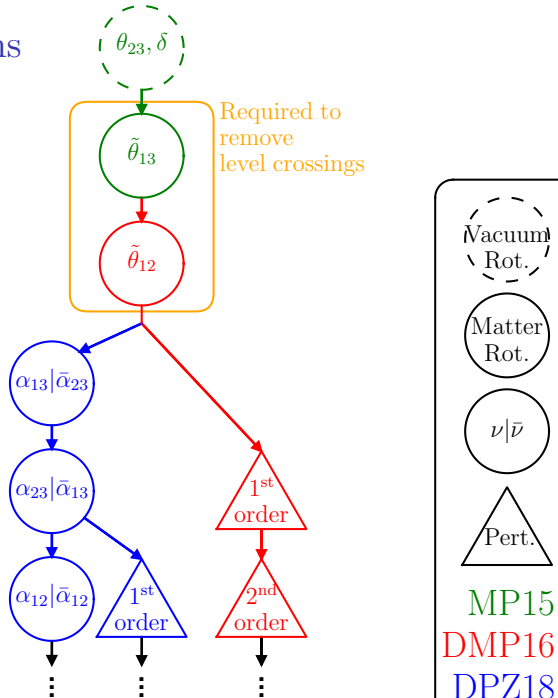 ns
θ₂₃, δ
Required to
remove
level crossings
θ̃₁₃
θ̃₁₂
α₁₃|ᾱ₂₃
α₂₃|ᾱ₁₃
α₁₂|ᾱ₁₂
1st
order
1st
order
2nd
order
Vacuum
Rot.
Matter
Rot.
ν|ν̄
Pert.
MP15
DMP16
DPZ18